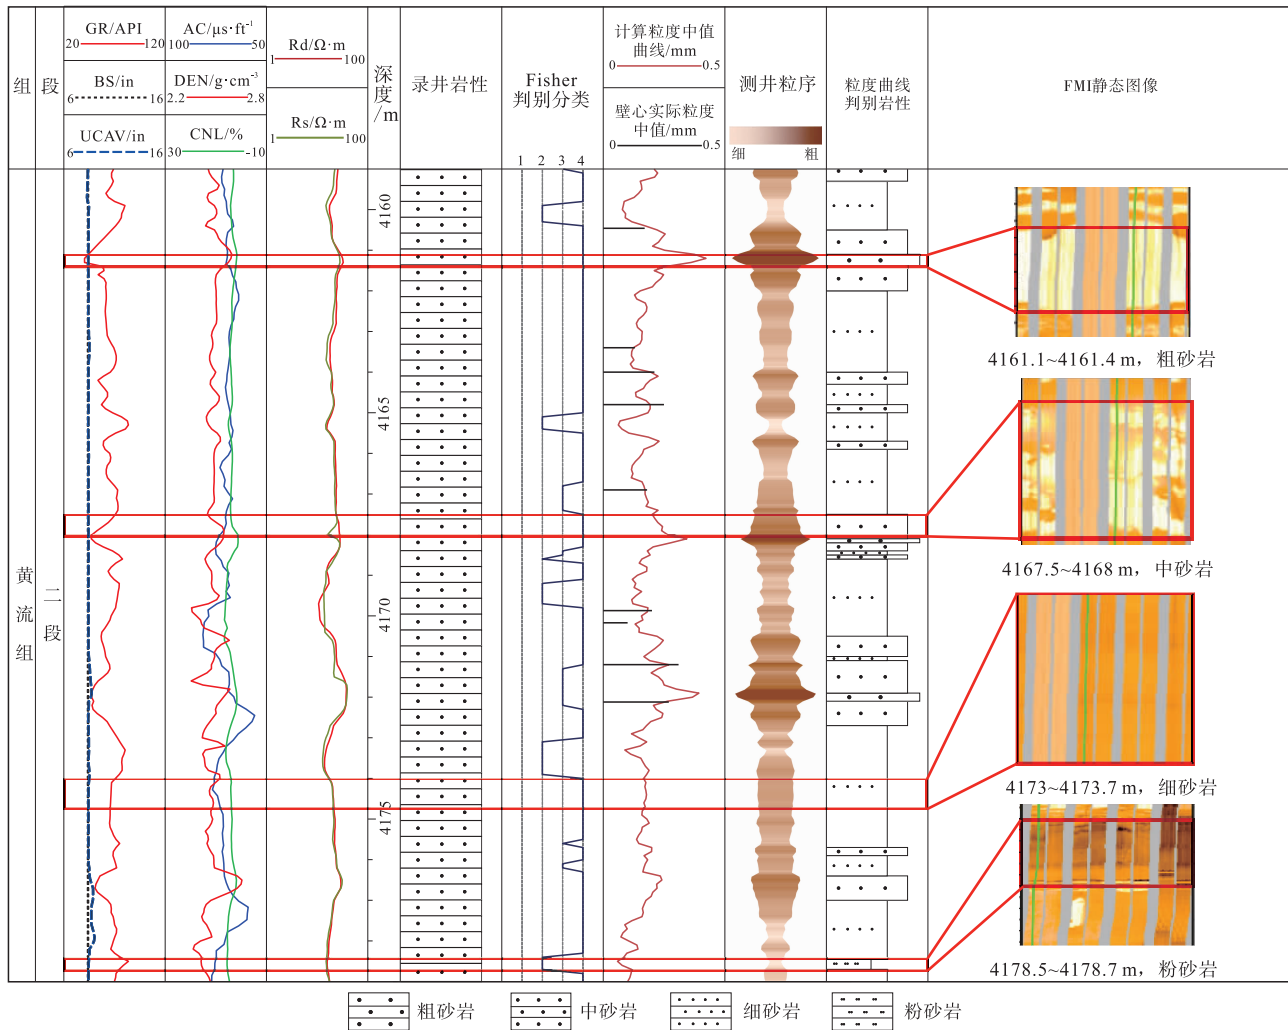 组
段
GR/API
20 120
BS/in
6 16
UCAV/in
6 16
AC/μs·ft⁻¹
100 50
DEN/g·cm⁻³
2.2 2.8
CNL/%
30 -10
Rd/Ω·m
1 100
Rs/Ω·m
1 100
深度/m
录井岩性
Fisher
判别分类
1 2 3 4
计算粒度中值
曲线/mm
0 0.5
壁心实际粒度
中值/mm
0 0.5
测井粒序
细 粗
粒度曲线
判别岩性
FMI静态图像
黄流组
二段
4160
4165
4170
4175
4161.1~4161.4 m，粗砂岩
4167.5~4168 m，中砂岩
4173~4173.7 m，细砂岩
4178.5~4178.7 m，粉砂岩
粗砂岩 中砂岩 细砂岩 粉砂岩